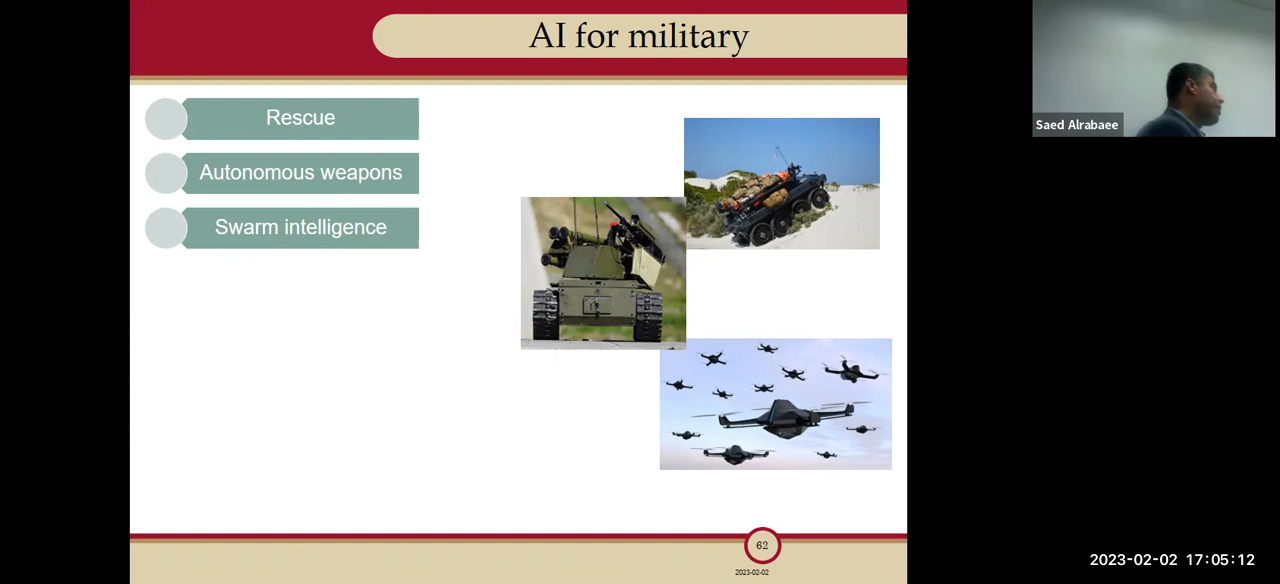 AI for military
Rescue
Autonomous weapons
Swarm intelligence
Saed Alrabaee
62
2023-02-02
2023-02-02 17:05:12